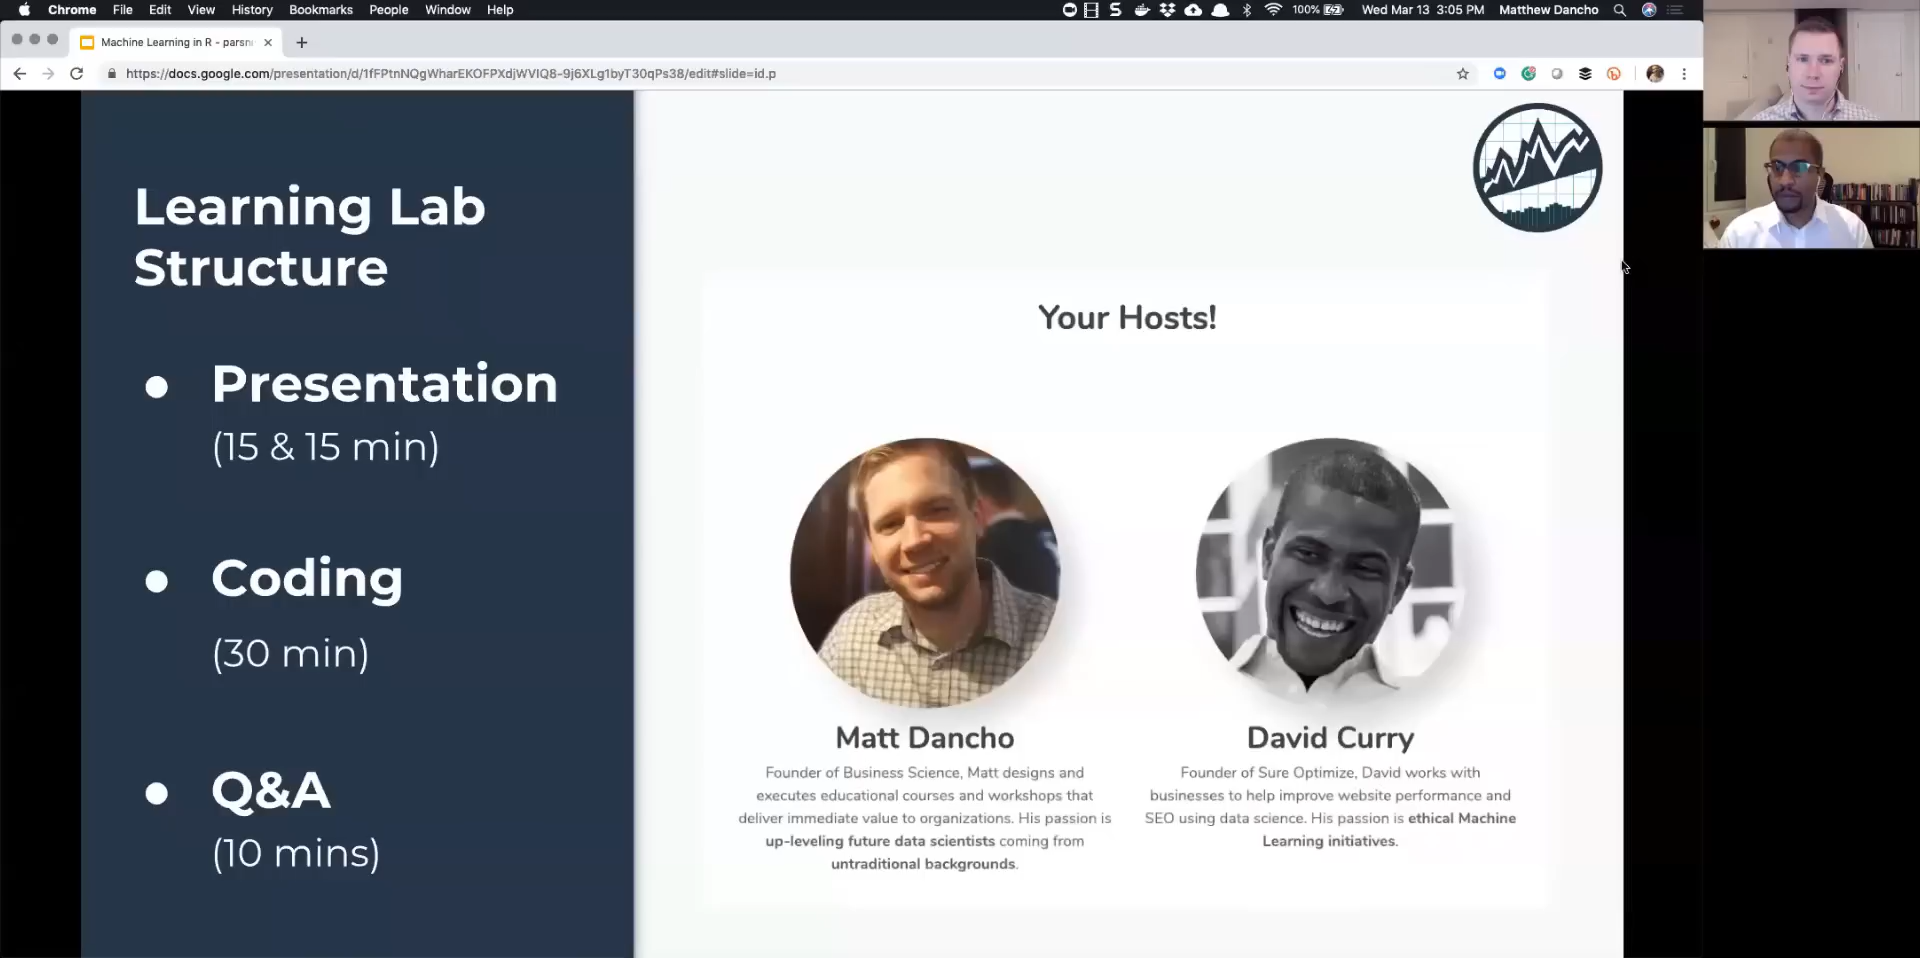 Chrome File Edit View History Bookmarks People Window Help 100% Wed Mar 13 3:05 PM Matthew Dancho
Machine Learning in R - parsni
https://docs.google.com/presentation/d/1fFPtnNQgWharEKOFPXdjWVIQ8-9j6XLg1byT30qPs38/edit#slide=id.p
Learning Lab
Structure
● Presentation
(15 & 15 min)
● Coding
(30 min)
● Q&A
(10 mins)
Your Hosts!
Matt Dancho
Founder of Business Science, Matt designs and
executes educational courses and workshops that
deliver immediate value to organizations. His passion is
up-leveling future data scientists coming from
untraditional backgrounds.
David Curry
Founder of Sure Optimize, David works with
businesses to help improve website performance and
SEO using data science. His passion is ethical Machine
Learning initiatives.